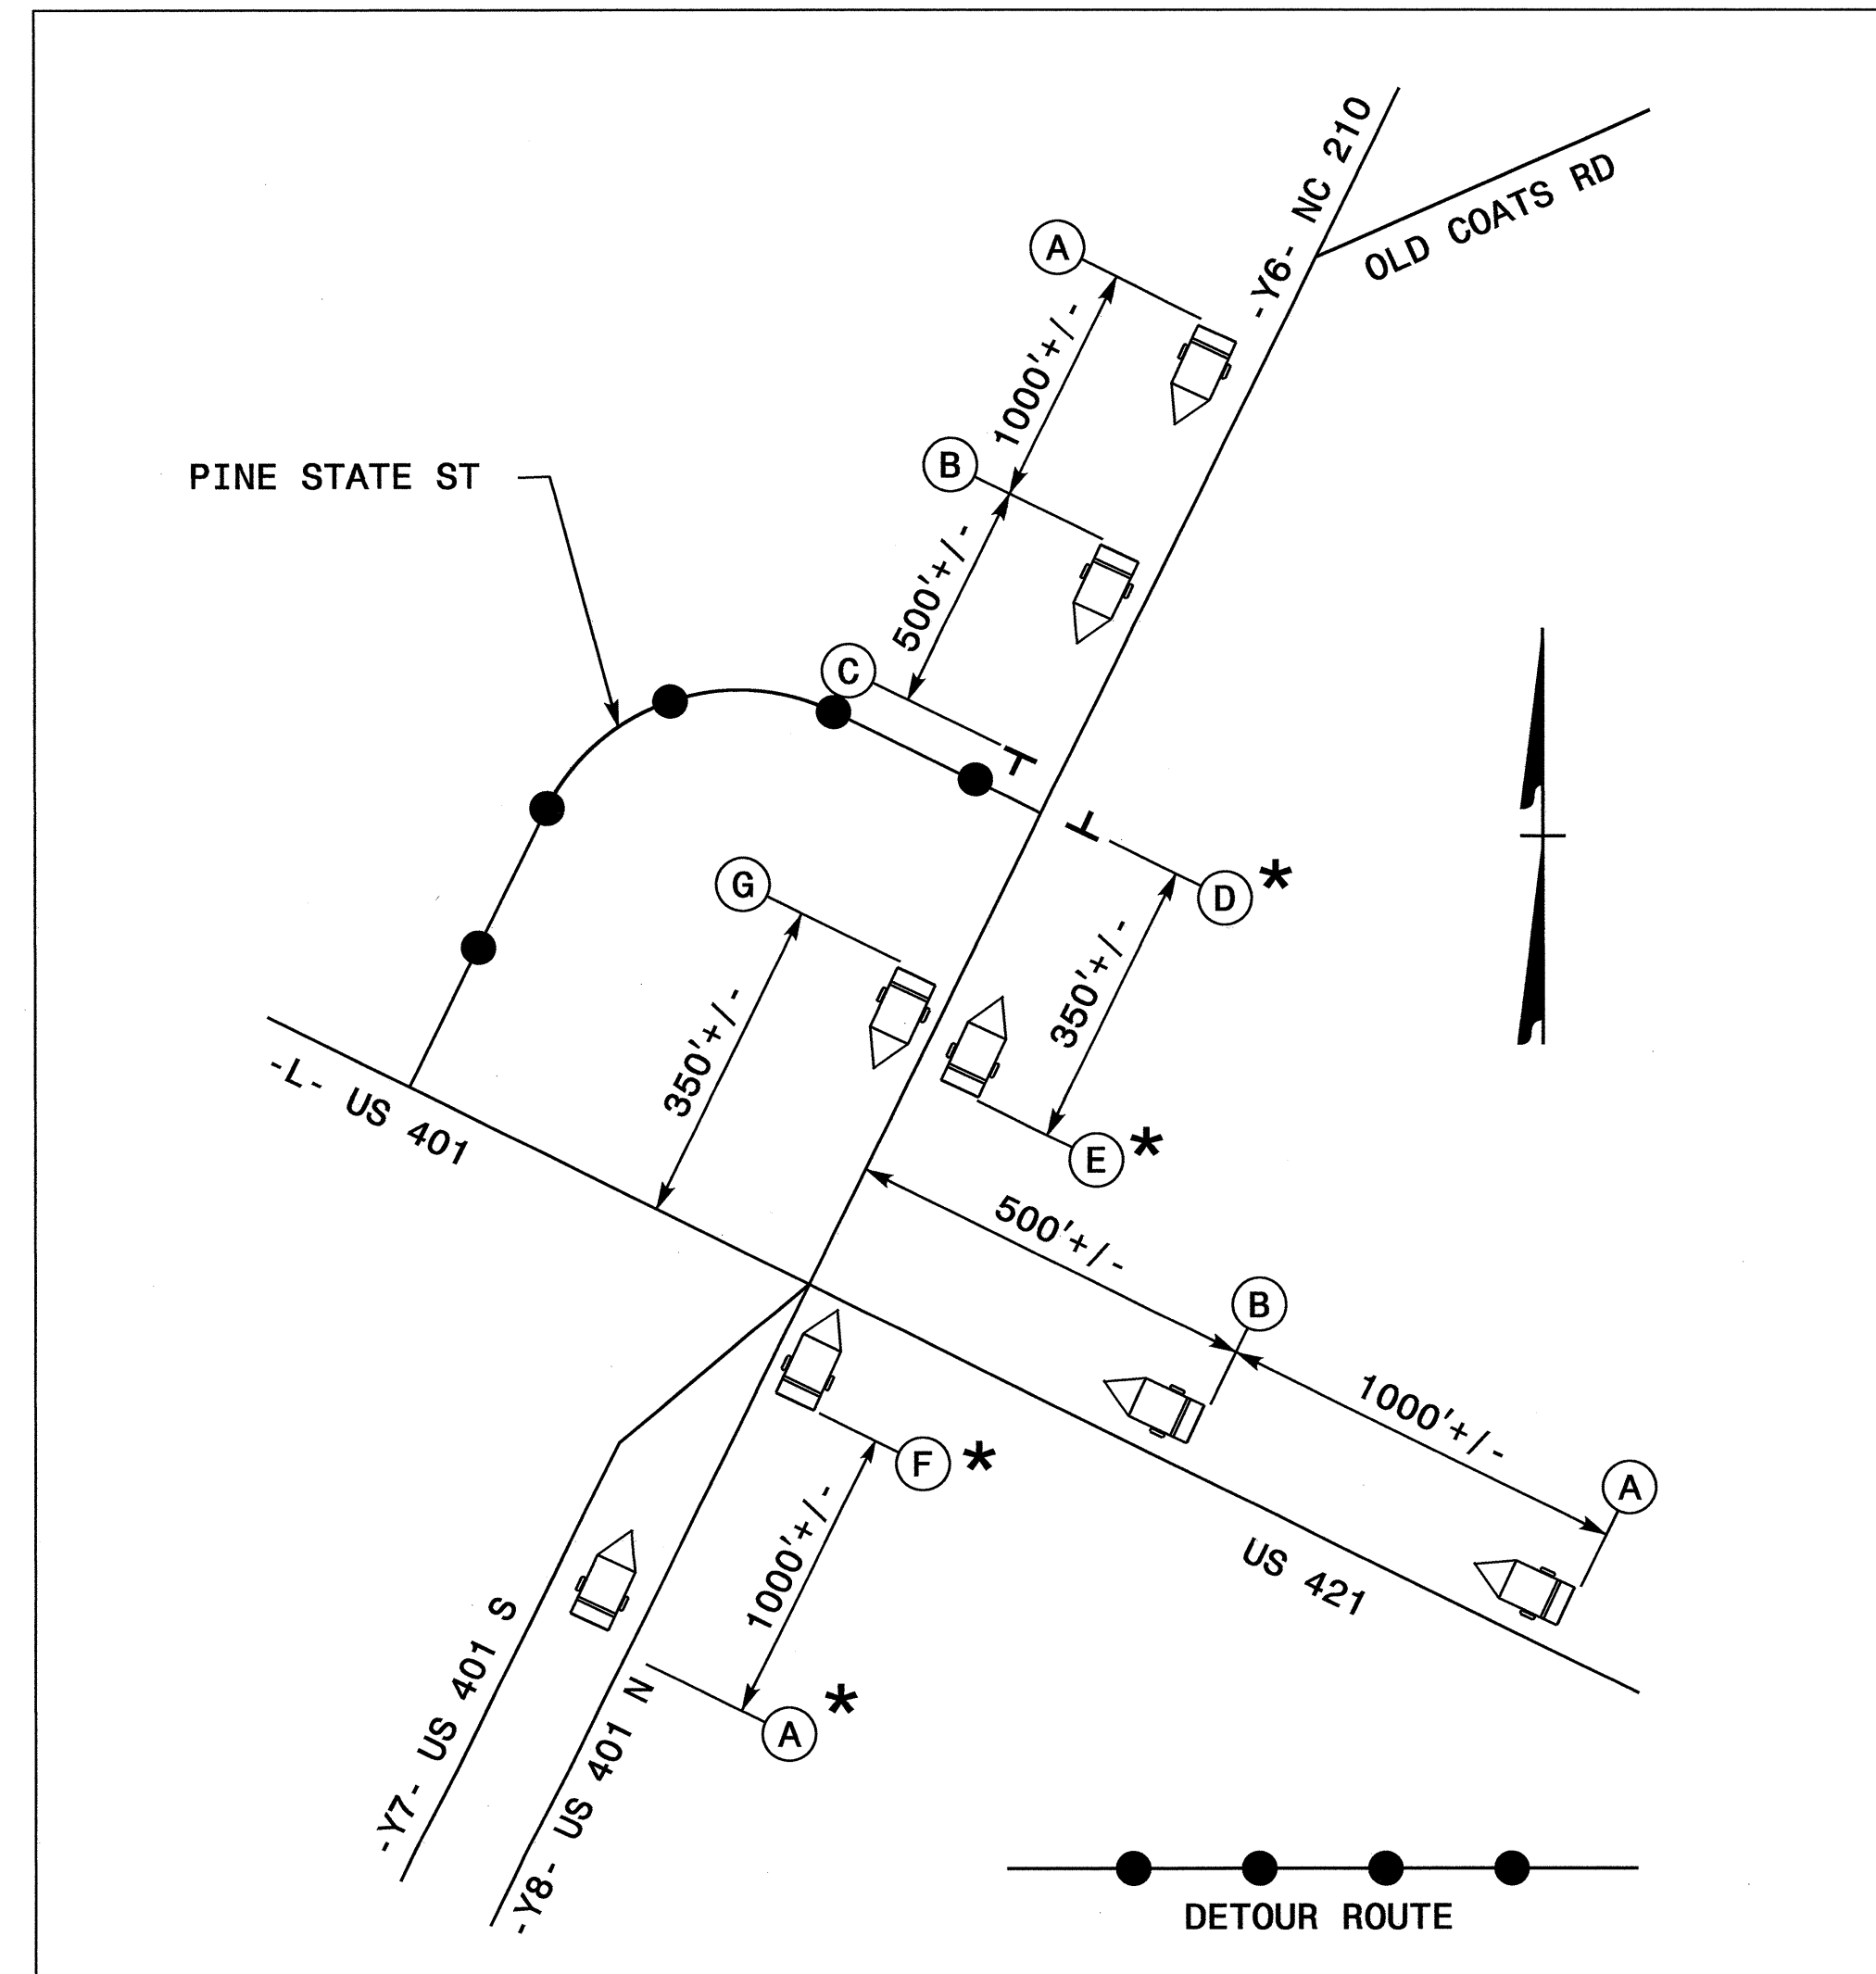 -Y6- NC 210
OLD COATS RD
A
1000'+/-
B
PINE STATE ST
500'+/-
C
D *
G
350'+/-
350'+/-
-L- US 401
E *
500'+/-
B
1000'+/-
A
F *
1000'+/-
US 421
-Y7- US 401 S
-Y8- US 401 N
A *
DETOUR ROUTE